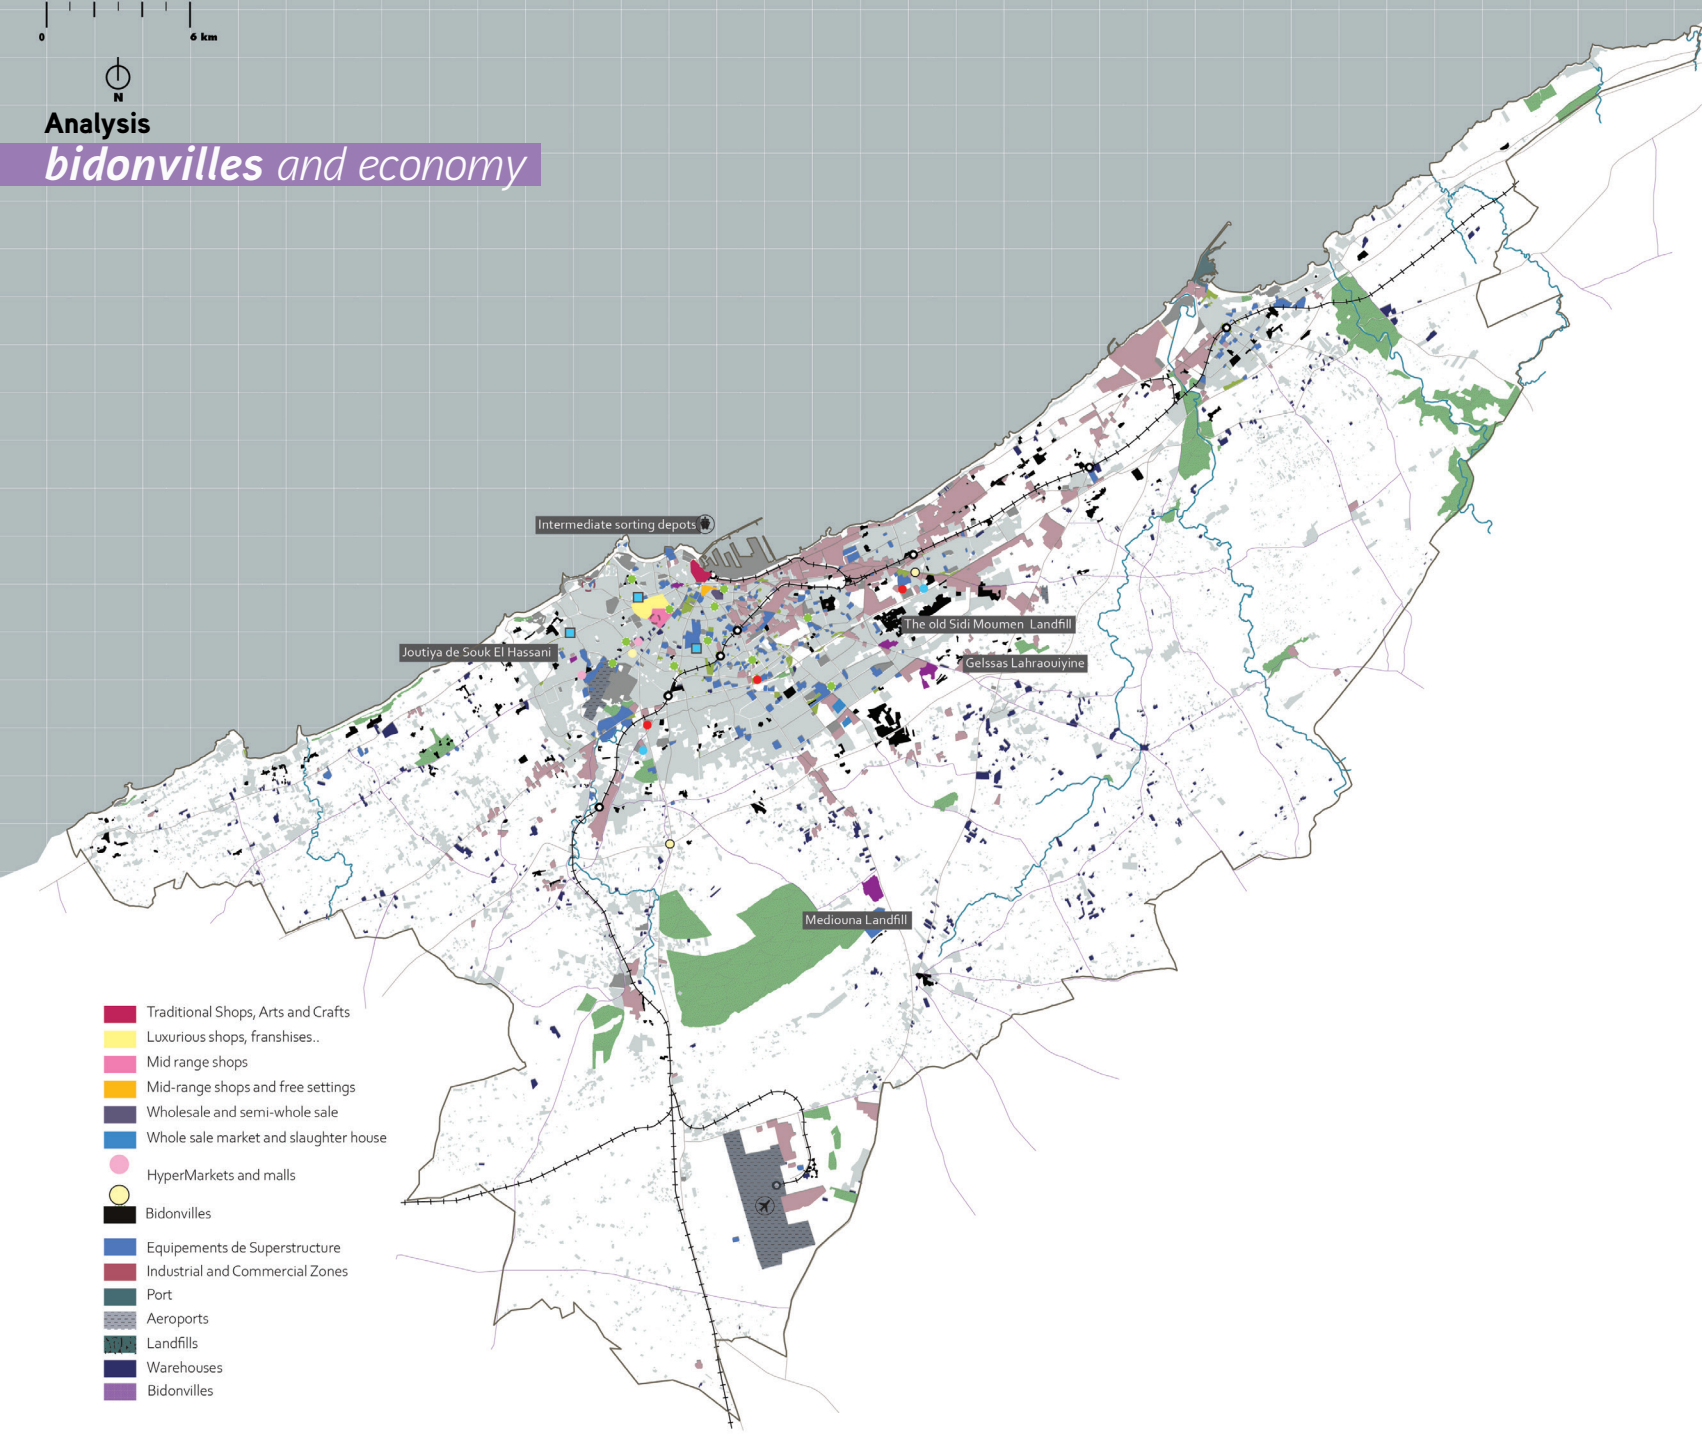 0 6 km
N
Analysis
bidonvilles and economy
Intermediate sorting depots
The old Sidi Moumen Landfill
Joutiya de Souk El Hassani
Gelssas Lahraouiyine
Mediouna Landfill
Traditional Shops, Arts and Crafts
Luxurious shops, franshises..
Mid range shops
Mid-range shops and free settings
Wholesale and semi-whole sale
Whole sale market and slaughter house
HyperMarkets and malls
Bidonvilles
Equipements de Superstructure
Industrial and Commercial Zones
Port
Aeroports
Landfills
Warehouses
Bidonvilles